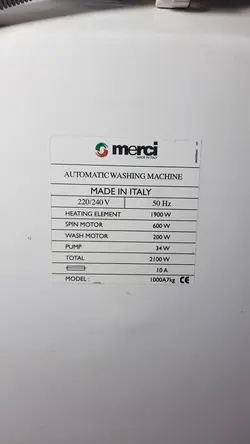 merci
MADE IN ITALY
AUTOMATIC WASHING MACHINE
MADE IN ITALY
220/240 V 50 Hz
HEATING ELEMENT 1900 W
SPIN MOTOR 600 W
WASH MOTOR 200 W
PUMP 34 W
TOTAL 2100 W
10 A
MODEL : 1000A7kg CE